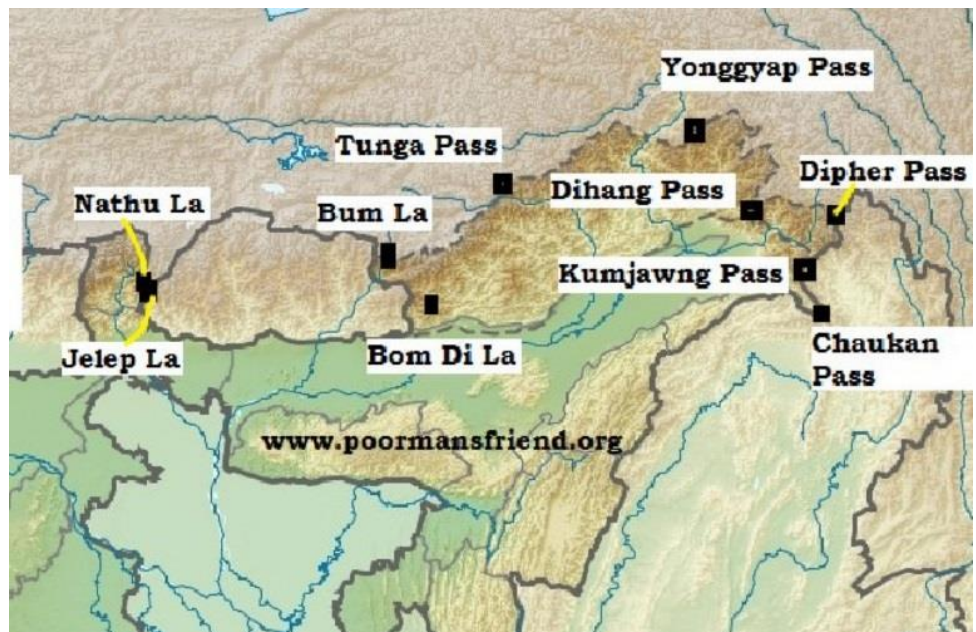 Yonggyap Pass
Tunga Pass
Dipher Pass
Dihang Pass
Nathu La
Bum La
Kumjawng Pass
Jelep La
Bom Di La
Chaukan
Pass
www.poormansfriend.org